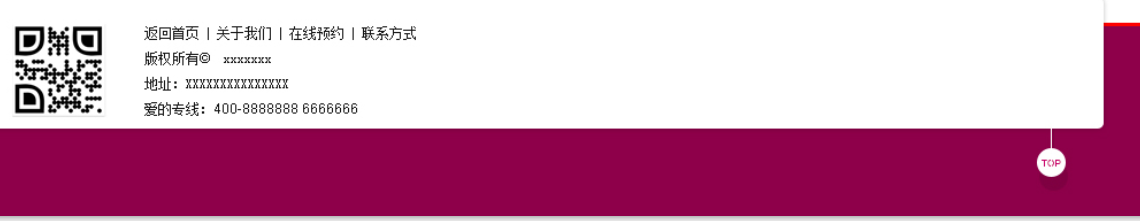 返回首页 | 关于我们 | 在线预约 | 联系方式
版权所有© xxxxxxx
地址：XXXXXXXXXXXXXXX
爱的专线：400-8888888 6666666
TOP